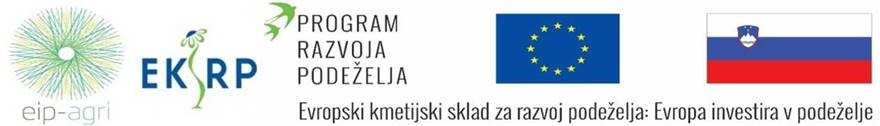 eip-agri
EKSRP
PROGRAM
RAZVOJA
PODEŽELJA
Evropski kmetijski sklad za razvoj podeželja: Evropa investira v podeželje